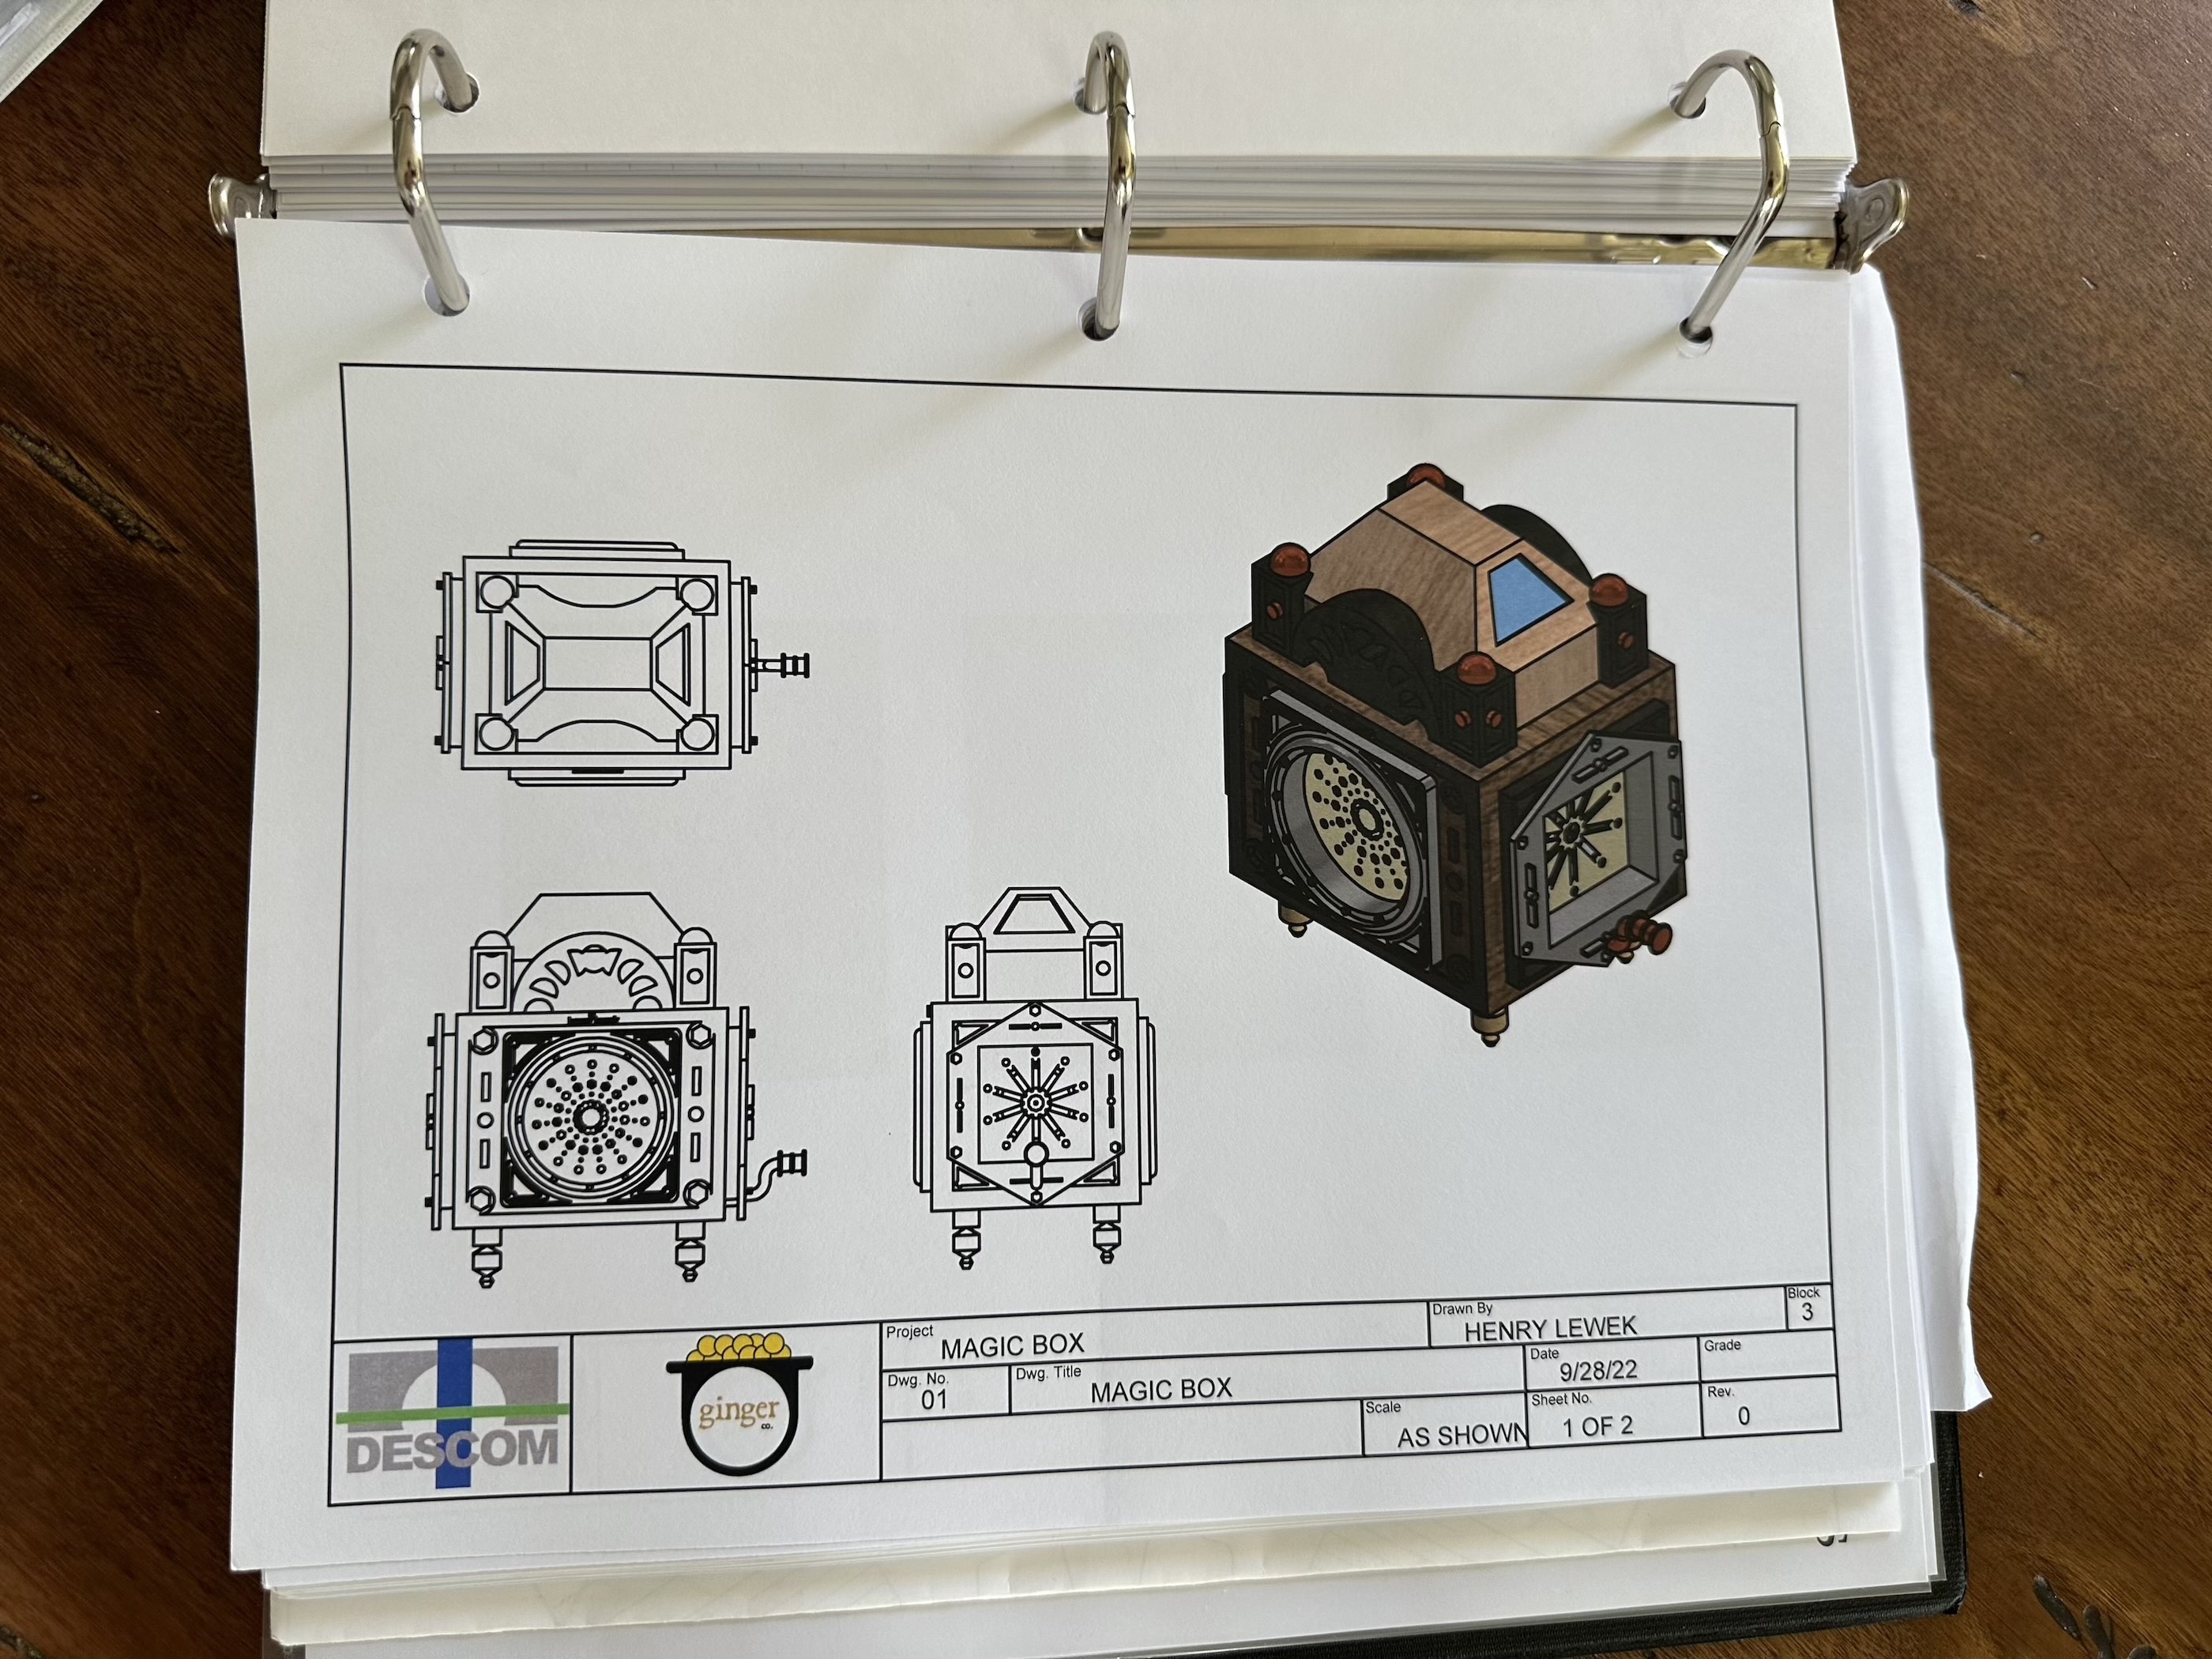 Project
MAGIC BOX
Drawn By
HENRY LEWEK
Block
3
Dwg. No.
01
Dwg. Title
MAGIC BOX
Date
9/28/22
Grade
Scale
AS SHOWN
Sheet No.
1 OF 2
Rev.
0
DESCOM
ginger
co.